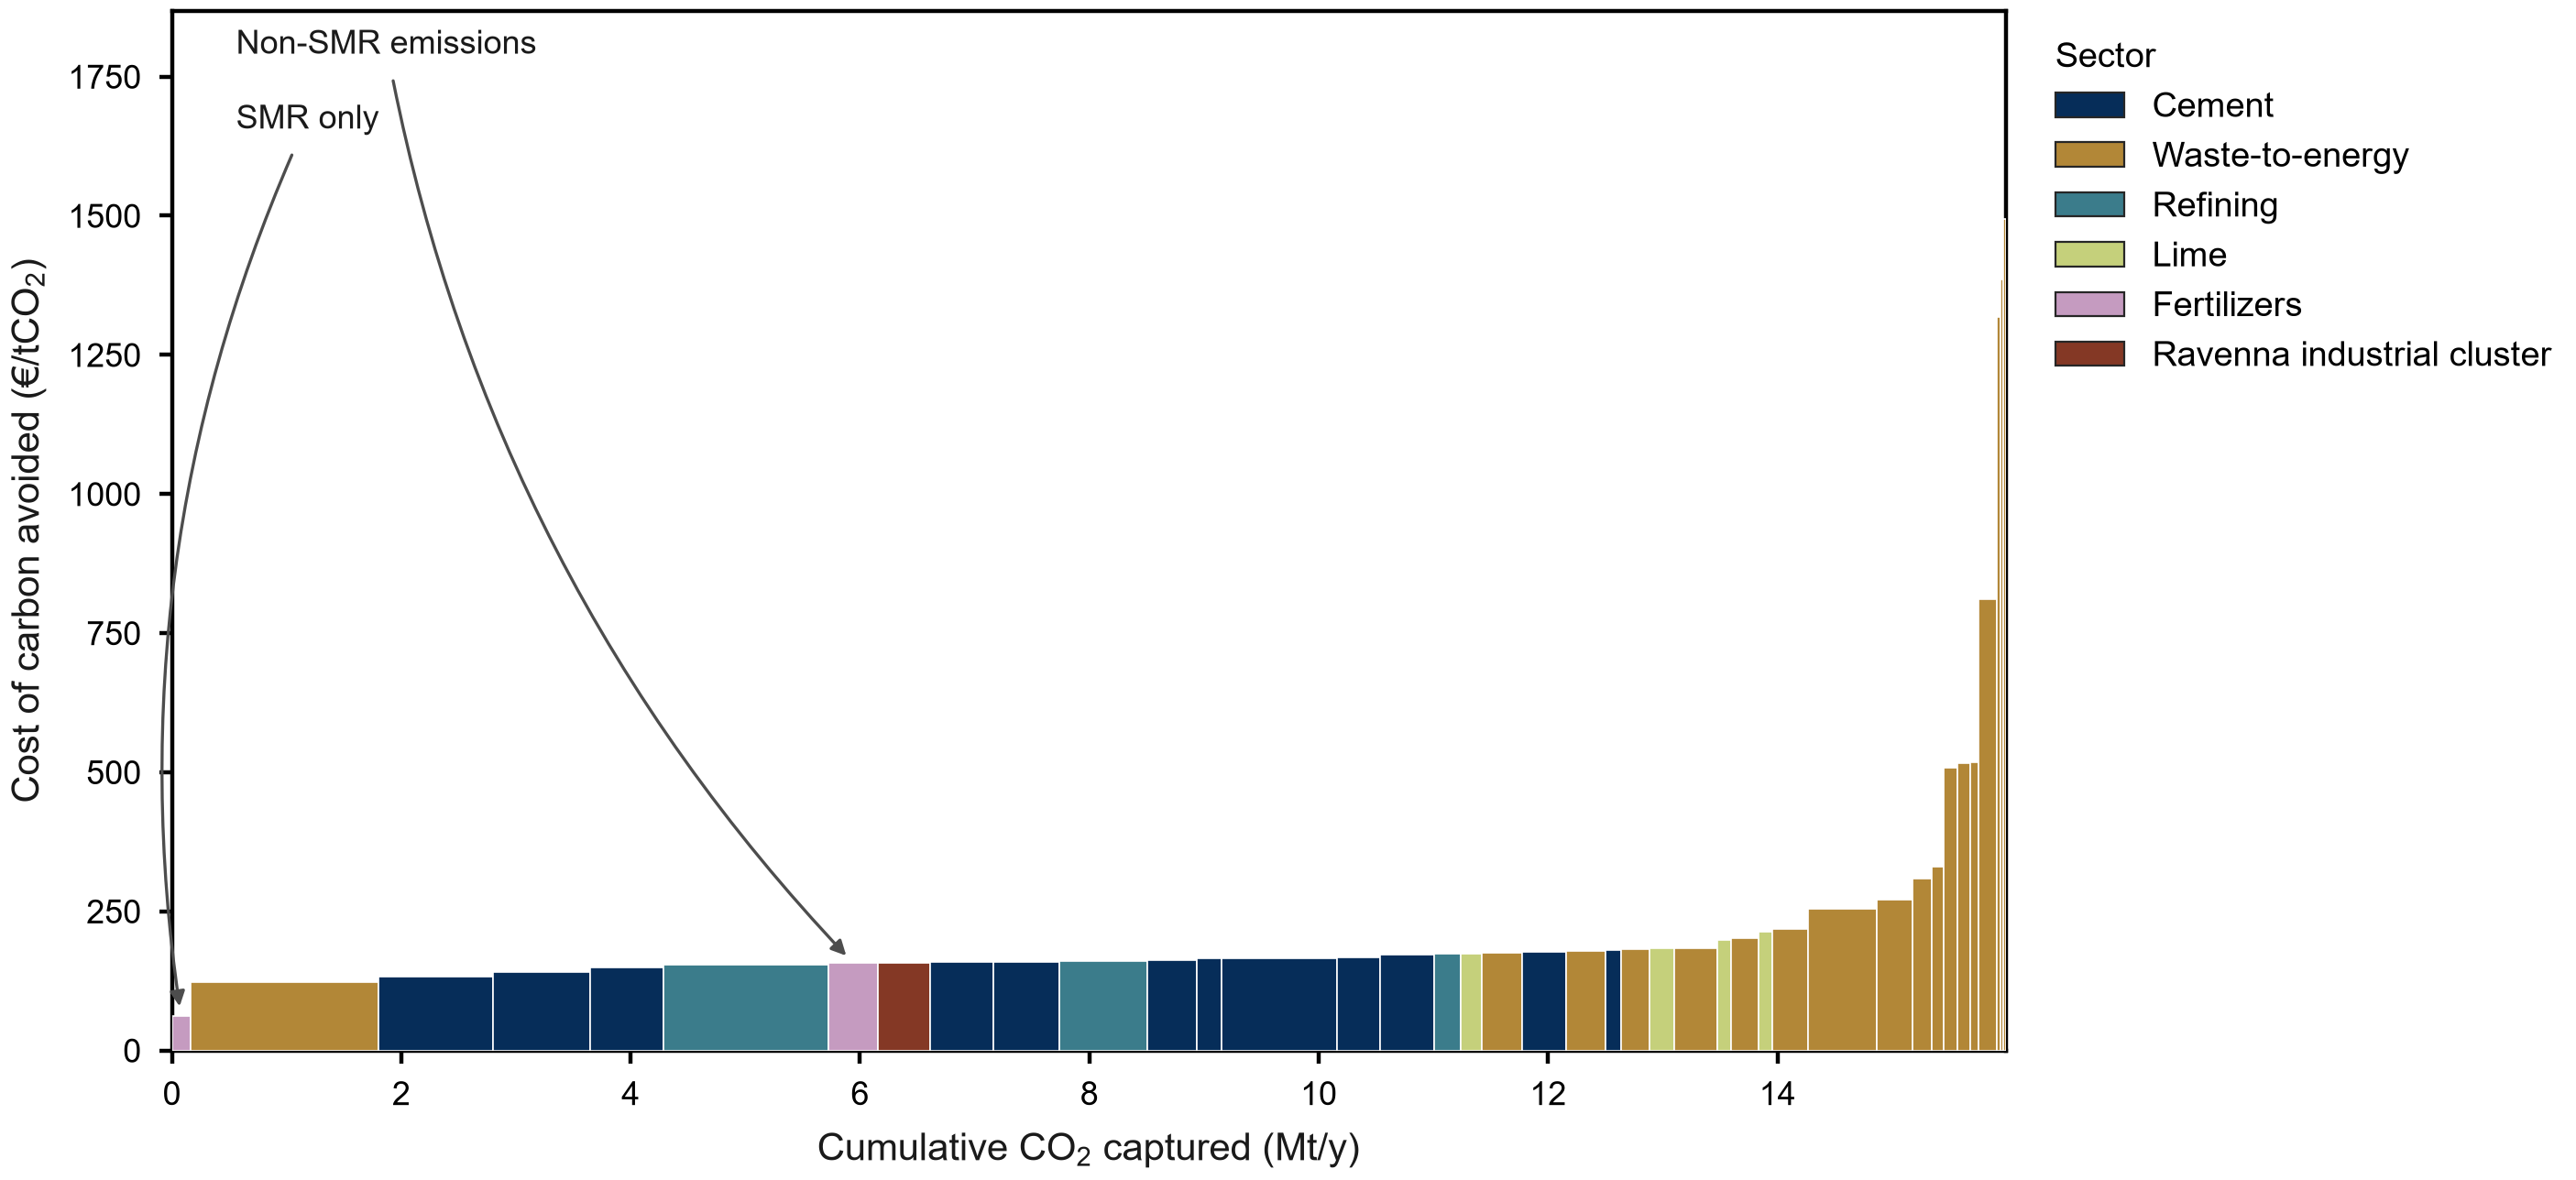 Non-SMR emissions
SMR only
Cost of carbon avoided (€/tCO₂)
1750
1500
1250
1000
750
500
250
0
0 2 4 6 8 10 12 14
Cumulative CO₂ captured (Mt/y)
Sector
Cement
Waste-to-energy
Refining
Lime
Fertilizers
Ravenna industrial cluster